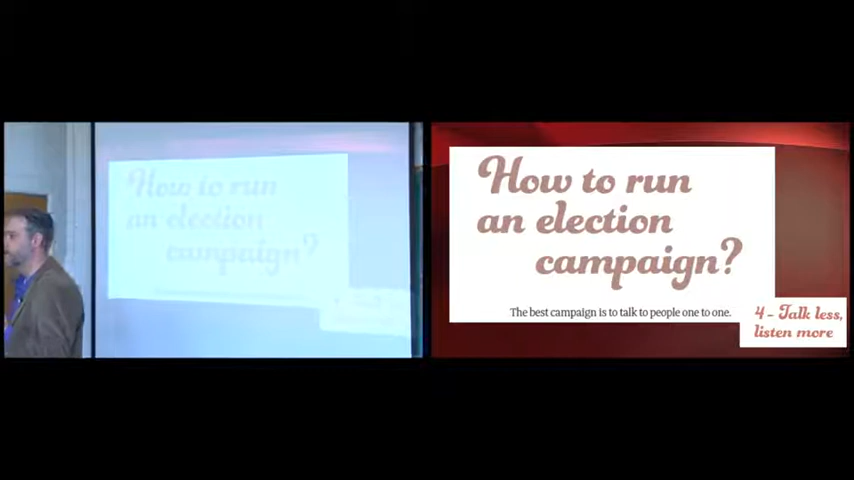 How to run
an election
campaign?
How to run
an election
campaign?
The best campaign is to talk to people one to one.
4 - Talk less,
listen more